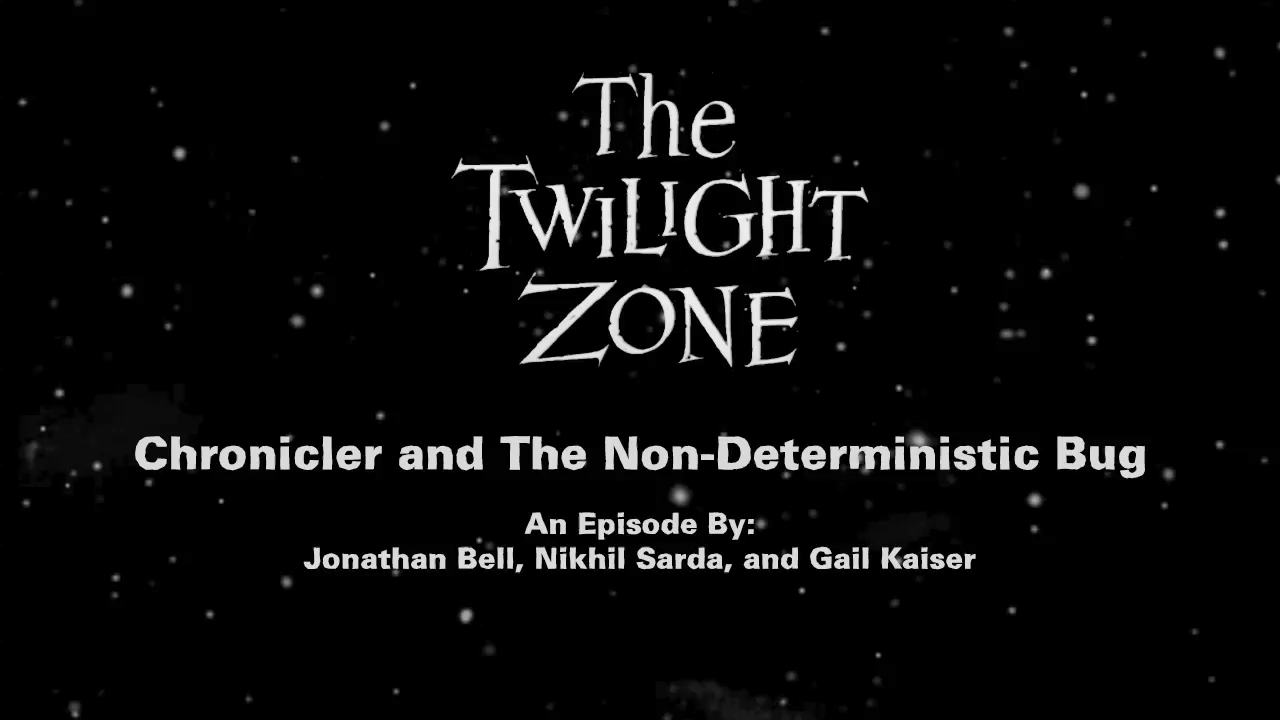 The
TWILIGHT
ZONE
Chronicler and The Non-Deterministic Bug
An Episode By:
Jonathan Bell, Nikhil Sarda, and Gail Kaiser